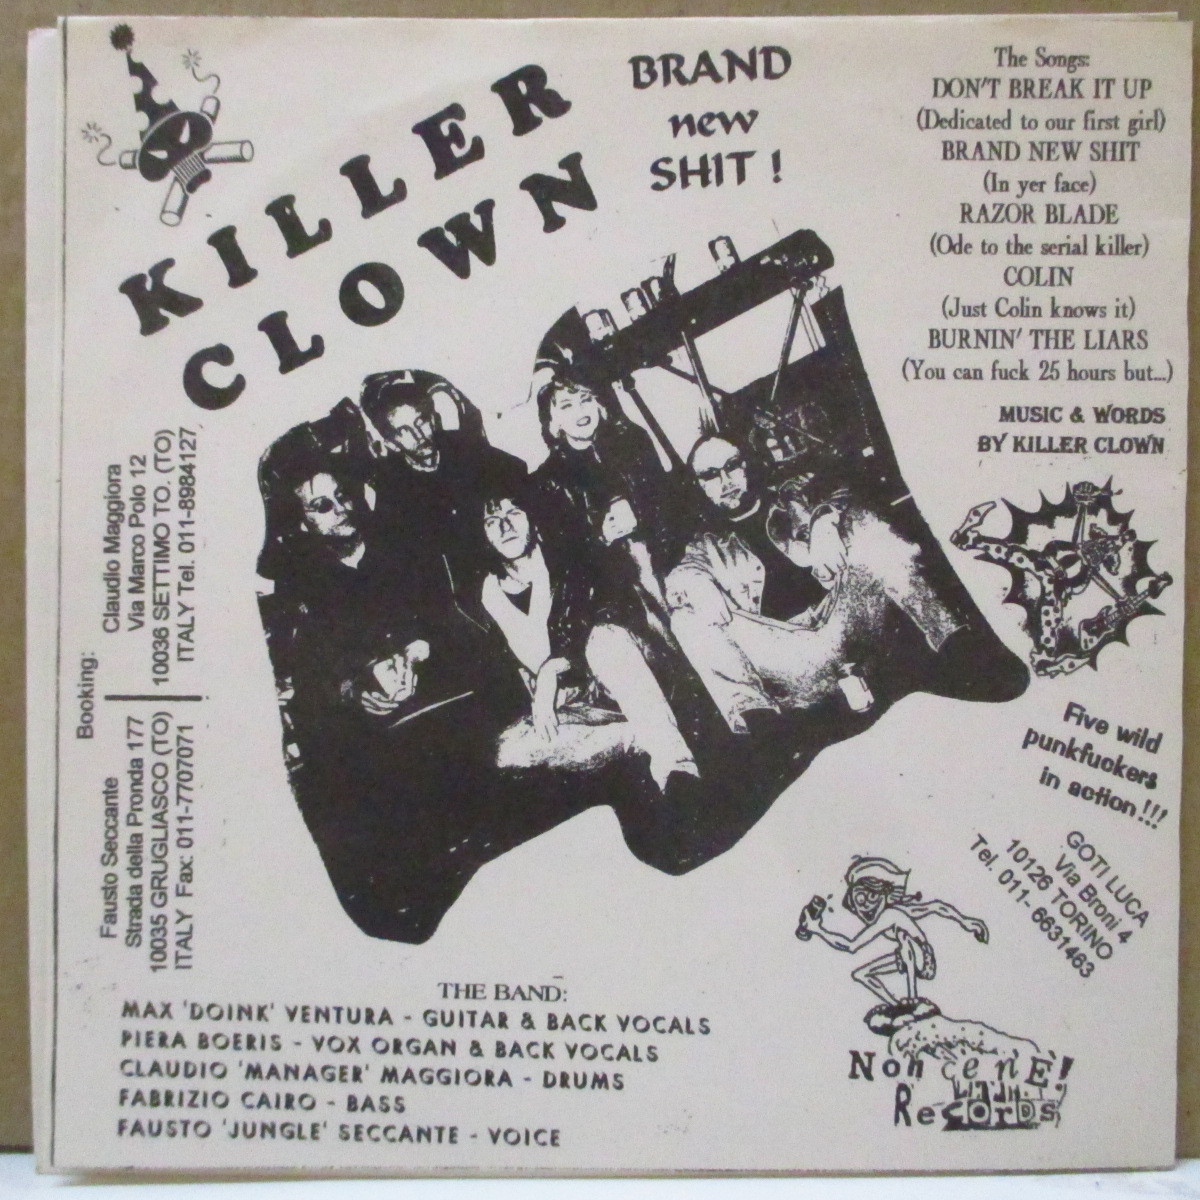 KILLER
CLOWN
BRAND
new
SHIT !
The Songs:
DON'T BREAK IT UP
(Dedicated to our first girl)
BRAND NEW SHIT
(In yer face)
RAZOR BLADE
(Ode to the serial killer)
COLIN
(Just Colin knows it)
BURNIN' THE LIARS
(You can fuck 25 hours but...)
MUSIC & WORDS
BY KILLER CLOWN
Five wild
punkfuckers
in action!!!
GOTI LUCA
Via Broni 4
10126 TORINO
Tel. 011- 6631463
Booking:
Claudio Maggiora
Via Marco Polo 12
10036 SETTIMO TO. (TO)
ITALY Tel. 011-8984127
Fausto Seccante
Strada della Pronda 177
10035 GRUGLIASCO (TO)
ITALY Fax: 011-7707071
THE BAND:
MAX 'DOINK' VENTURA - GUITAR & BACK VOCALS
PIERA BOERIS - VOX ORGAN & BACK VOCALS
CLAUDIO 'MANAGER' MAGGIORA - DRUMS
FABRIZIO CAIRO - BASS
FAUSTO 'JUNGLE' SECCANTE - VOICE
Non cenE!
Records